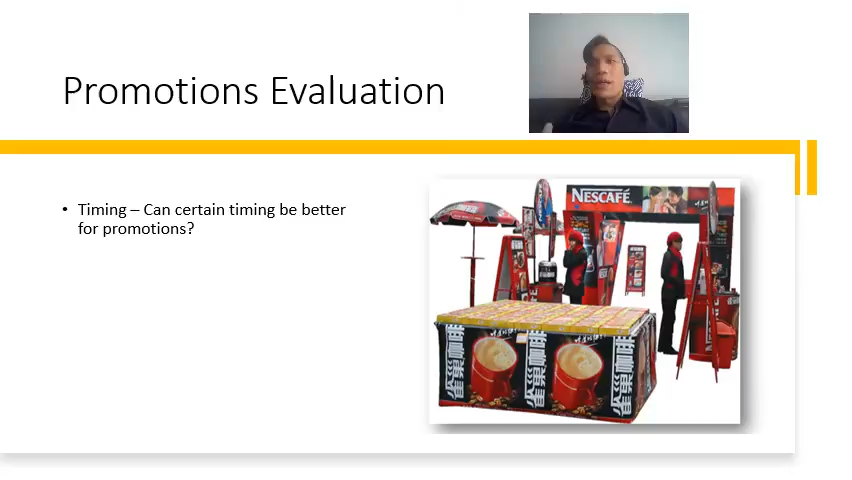 Promotions Evaluation
• Timing – Can certain timing be better
for promotions?
NESCAFÉ
雀巢咖啡
雀巢咖啡